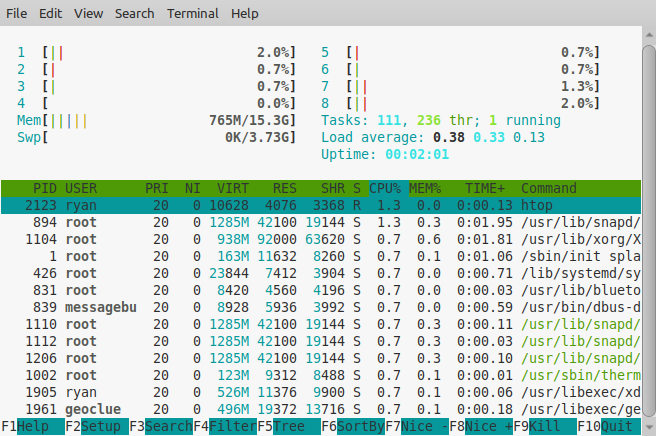 File Edit View Search Terminal Help
1 [|| 2.0%] 5 [| 0.7%]
2 [| 0.7%] 6 [| 0.7%]
3 [| 0.7%] 7 [|| 1.3%]
4 [ 0.0%] 8 [|| 2.0%]
Mem[||||| 765M/15.3G] Tasks: 111, 236 thr; 1 running
Swp[ 0K/3.73G] Load average: 0.38 0.33 0.13
Uptime: 00:02:01
PID USER PRI NI VIRT RES SHR S CPU% MEM% TIME+ Command
2123 ryan 20 0 10628 4076 3368 R 1.3 0.0 0:00.13 htop
894 root 20 0 1285M 42100 19144 S 1.3 0.3 0:01.95 /usr/lib/snapd/
1104 root 20 0 938M 92000 63620 S 0.7 0.6 0:01.81 /usr/lib/xorg/X
1 root 20 0 163M 11632 8260 S 0.7 0.1 0:01.06 /sbin/init spla
426 root 20 0 23844 7412 3904 S 0.7 0.0 0:00.71 /lib/systemd/sy
831 root 20 0 8420 4560 4196 S 0.7 0.0 0:00.03 /usr/lib/blueto
839 messagebu 20 0 8928 5936 3992 S 0.7 0.0 0:00.59 /usr/bin/dbus-d
1110 root 20 0 1285M 42100 19144 S 0.7 0.3 0:00.11 /usr/lib/snapd/
1112 root 20 0 1285M 42100 19144 S 0.7 0.3 0:00.03 /usr/lib/snapd/
1206 root 20 0 1285M 42100 19144 S 0.7 0.3 0:00.10 /usr/lib/snapd/
1002 root 20 0 123M 9312 8488 S 0.7 0.1 0:00.01 /usr/sbin/therm
1905 ryan 20 0 526M 11376 9900 S 0.7 0.1 0:00.06 /usr/libexec/xd
1961 geoclue 20 0 496M 19372 13716 S 0.7 0.1 0:00.18 /usr/libexec/ge
F1Help F2Setup F3SearchF4FilterF5Tree F6SortByF7Nice -F8Nice +F9Kill F10Quit